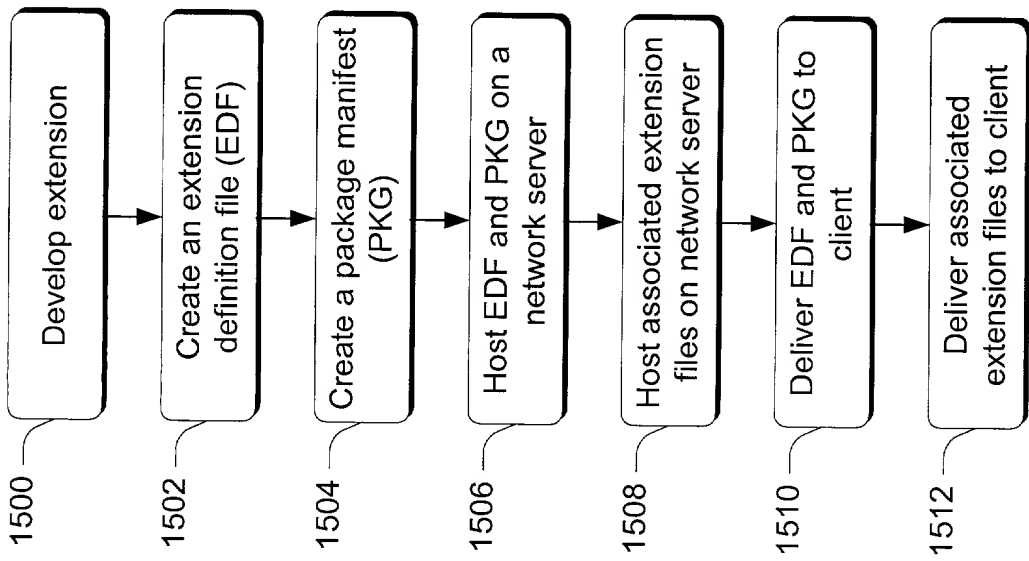 1500
Develop extension
1502
Create an extension
definition file (EDF)
1504
Create a package manifest
(PKG)
1506
Host EDF and PKG on a
network server
1508
Host associated extension
files on network server
1510
Deliver EDF and PKG to
client
1512
Deliver associated
extension files to client